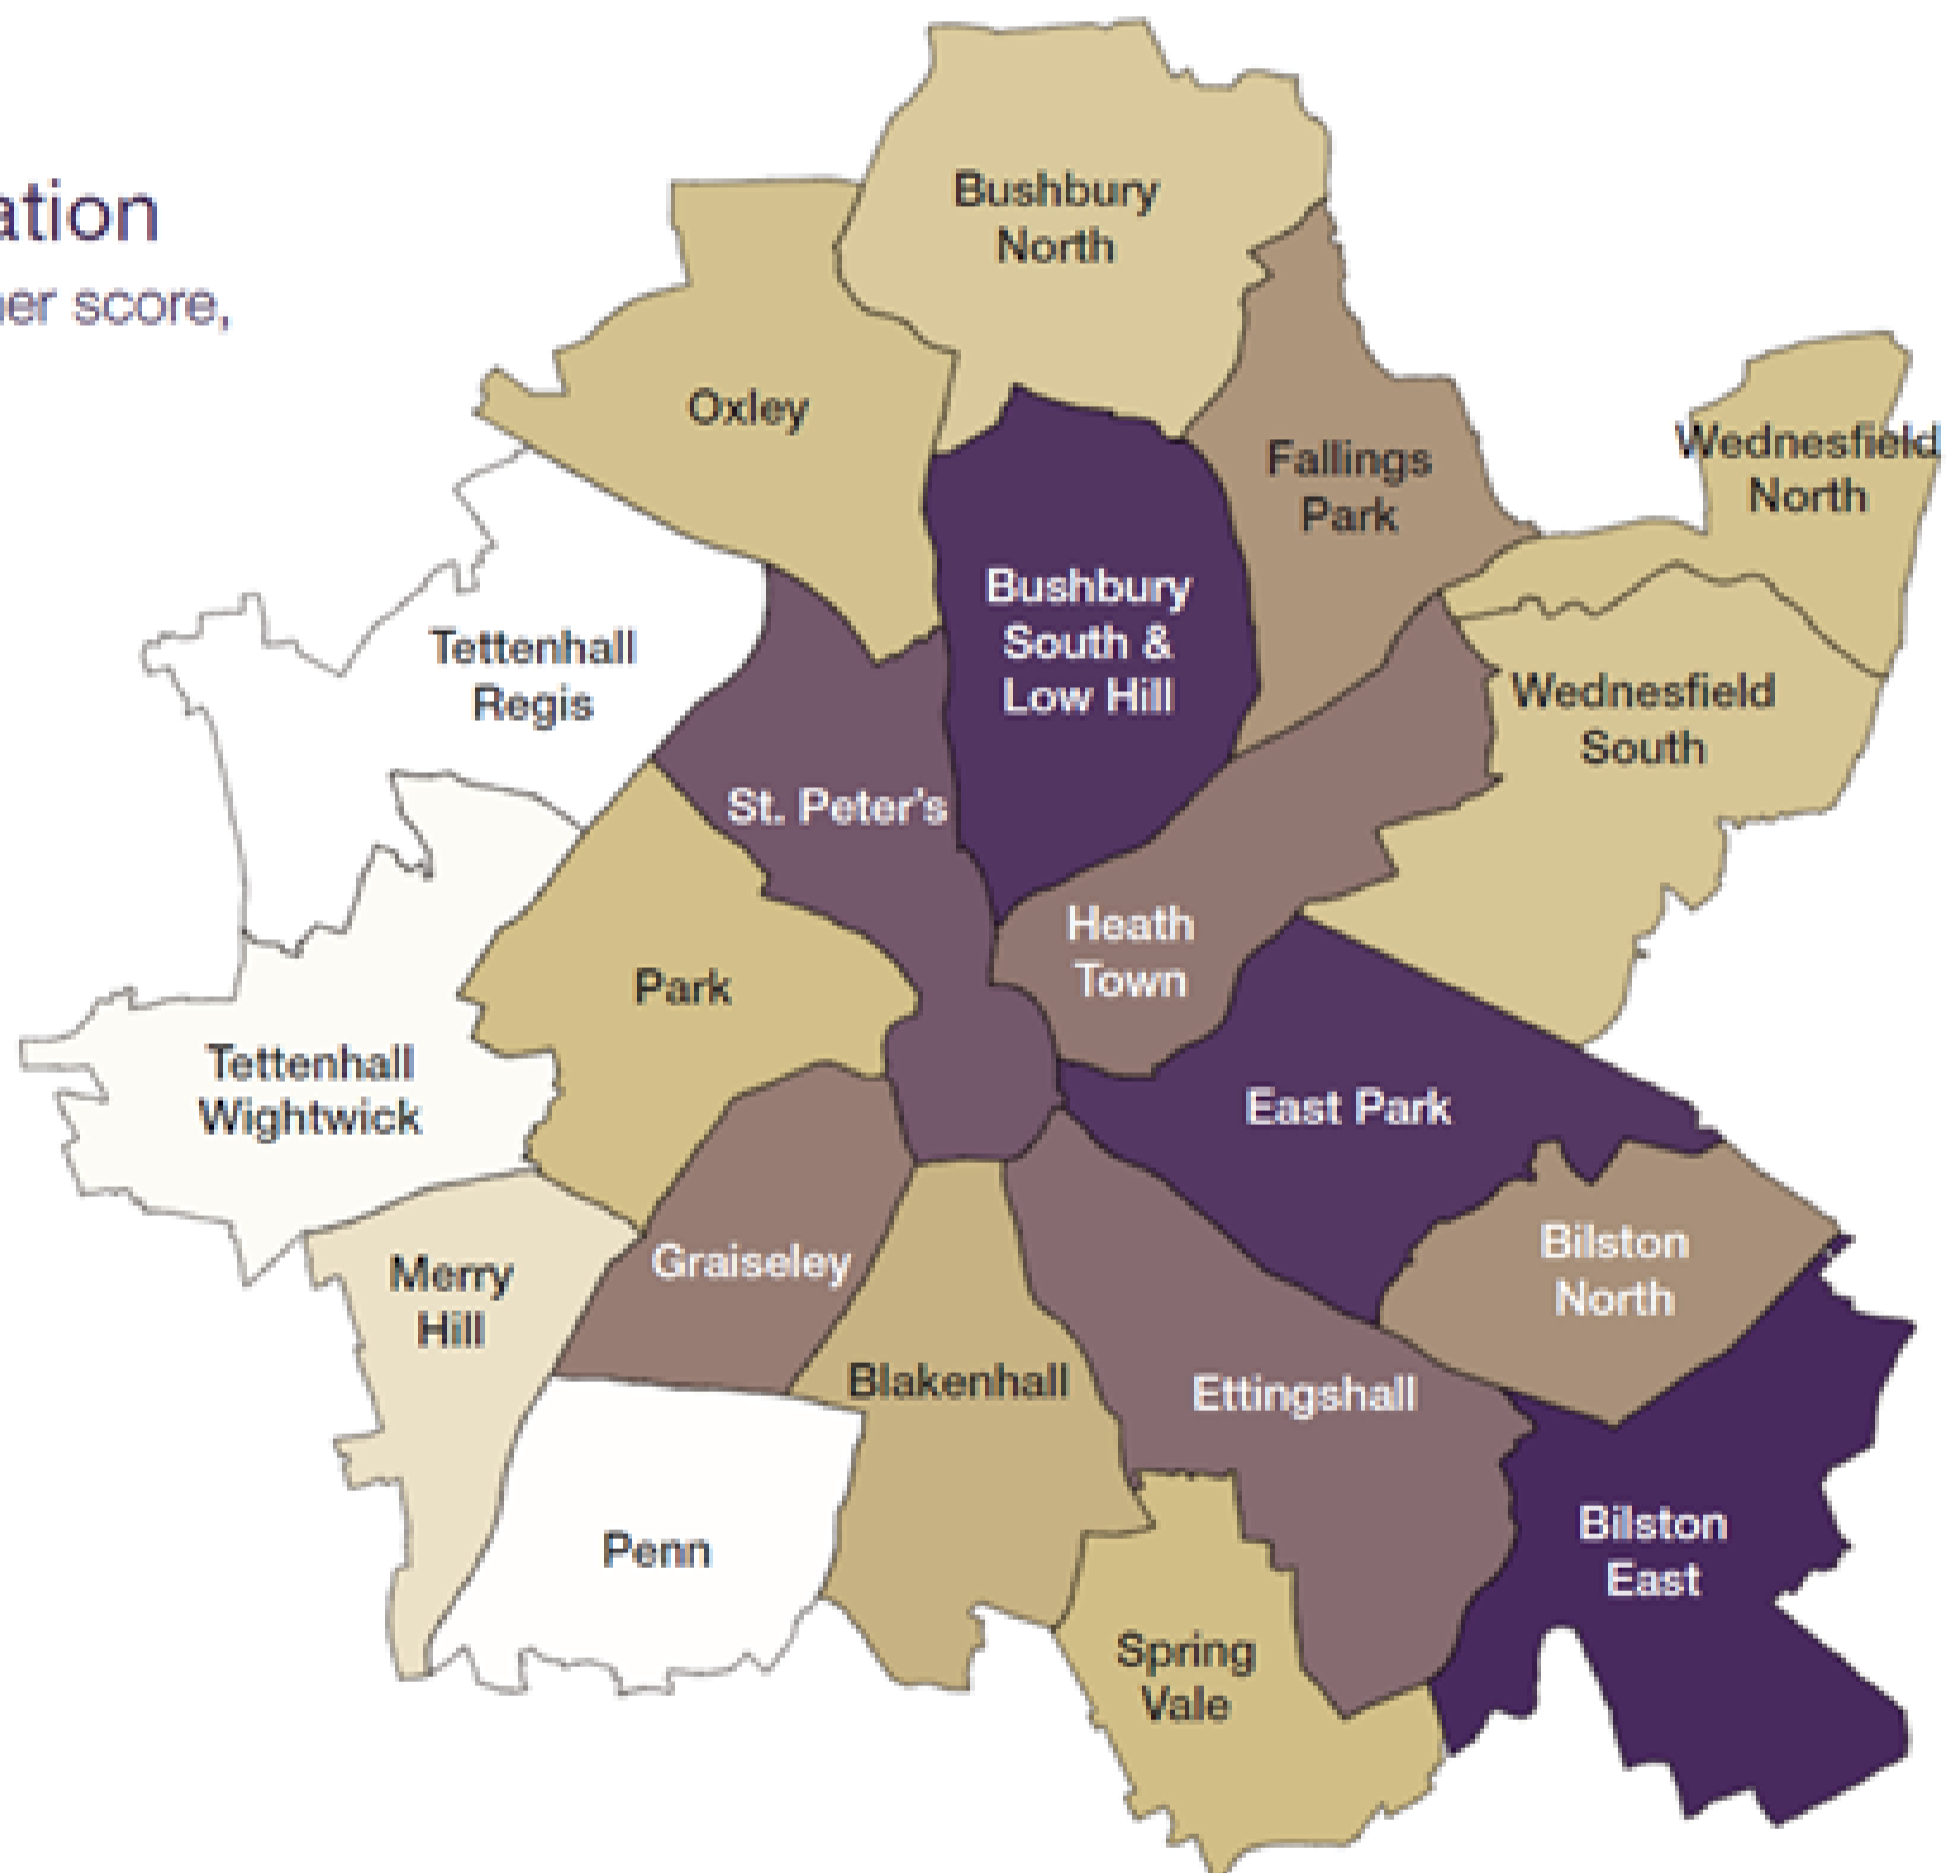 ation
er score,
Bushbury
North
Oxley
Fallings
Park
Wednesfield
North
Bushbury
South &
Low Hill
Tettenhall
Regis
Wednesfield
South
St. Peter's
Heath
Town
Park
Tettenhall
Wightwick
East Park
Bilston
North
Merry
Hill
Graiseley
Blakenhall
Ettingshall
Penn
Bilston
East
Spring
Vale